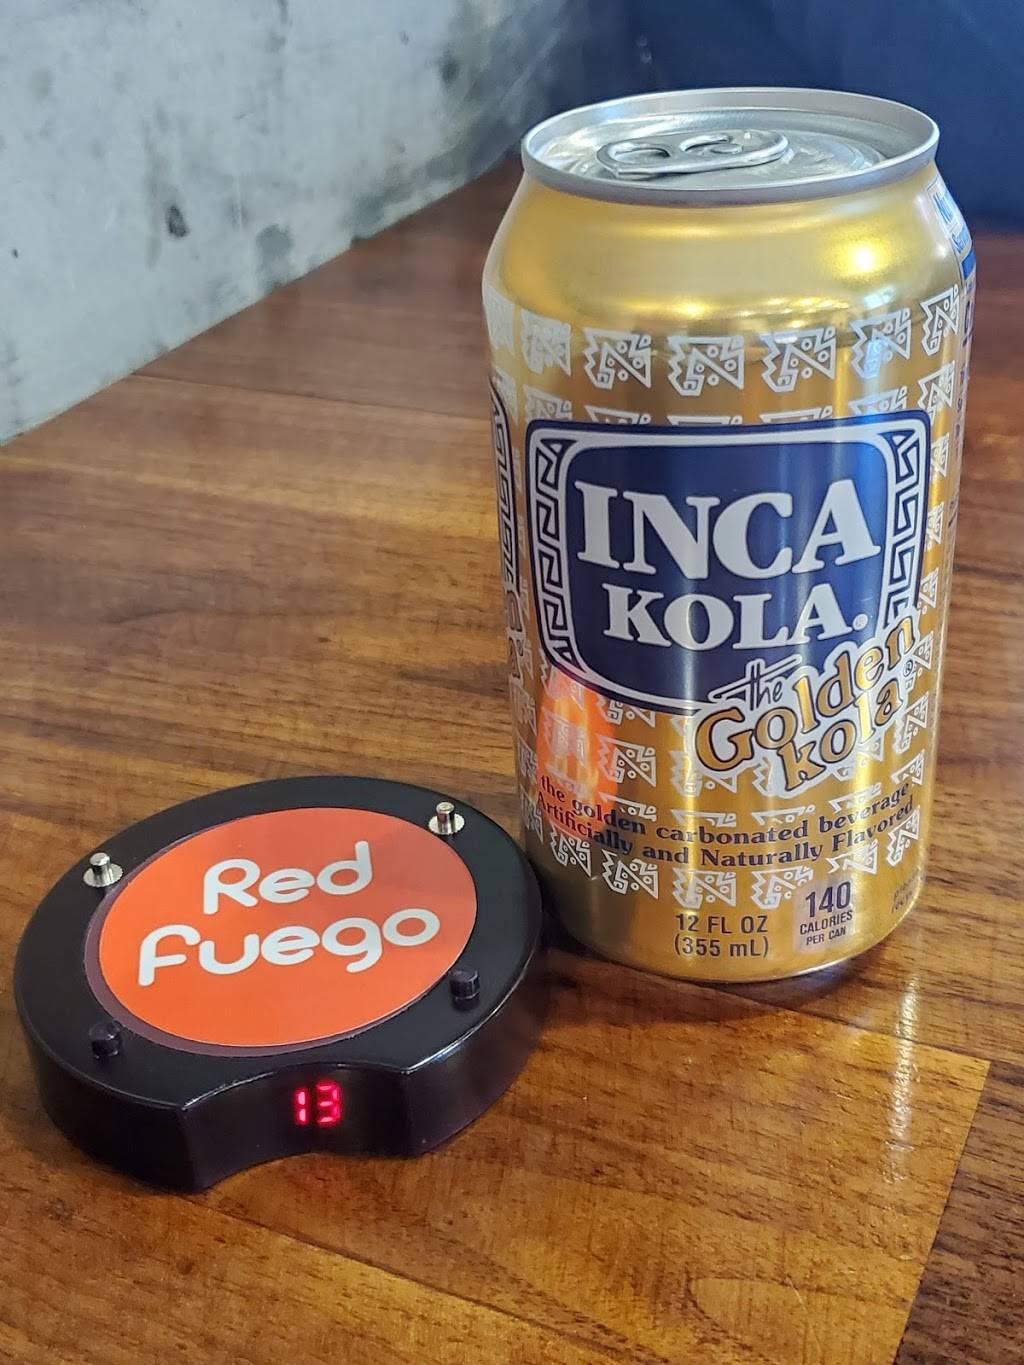 INCA
KOLA®
the
Golden
kola®
the golden carbonated beverage
Artificially and Naturally Flavored
12 FL OZ
(355 mL)
140
CALORIES
PER CAN
Red
Fuego
13